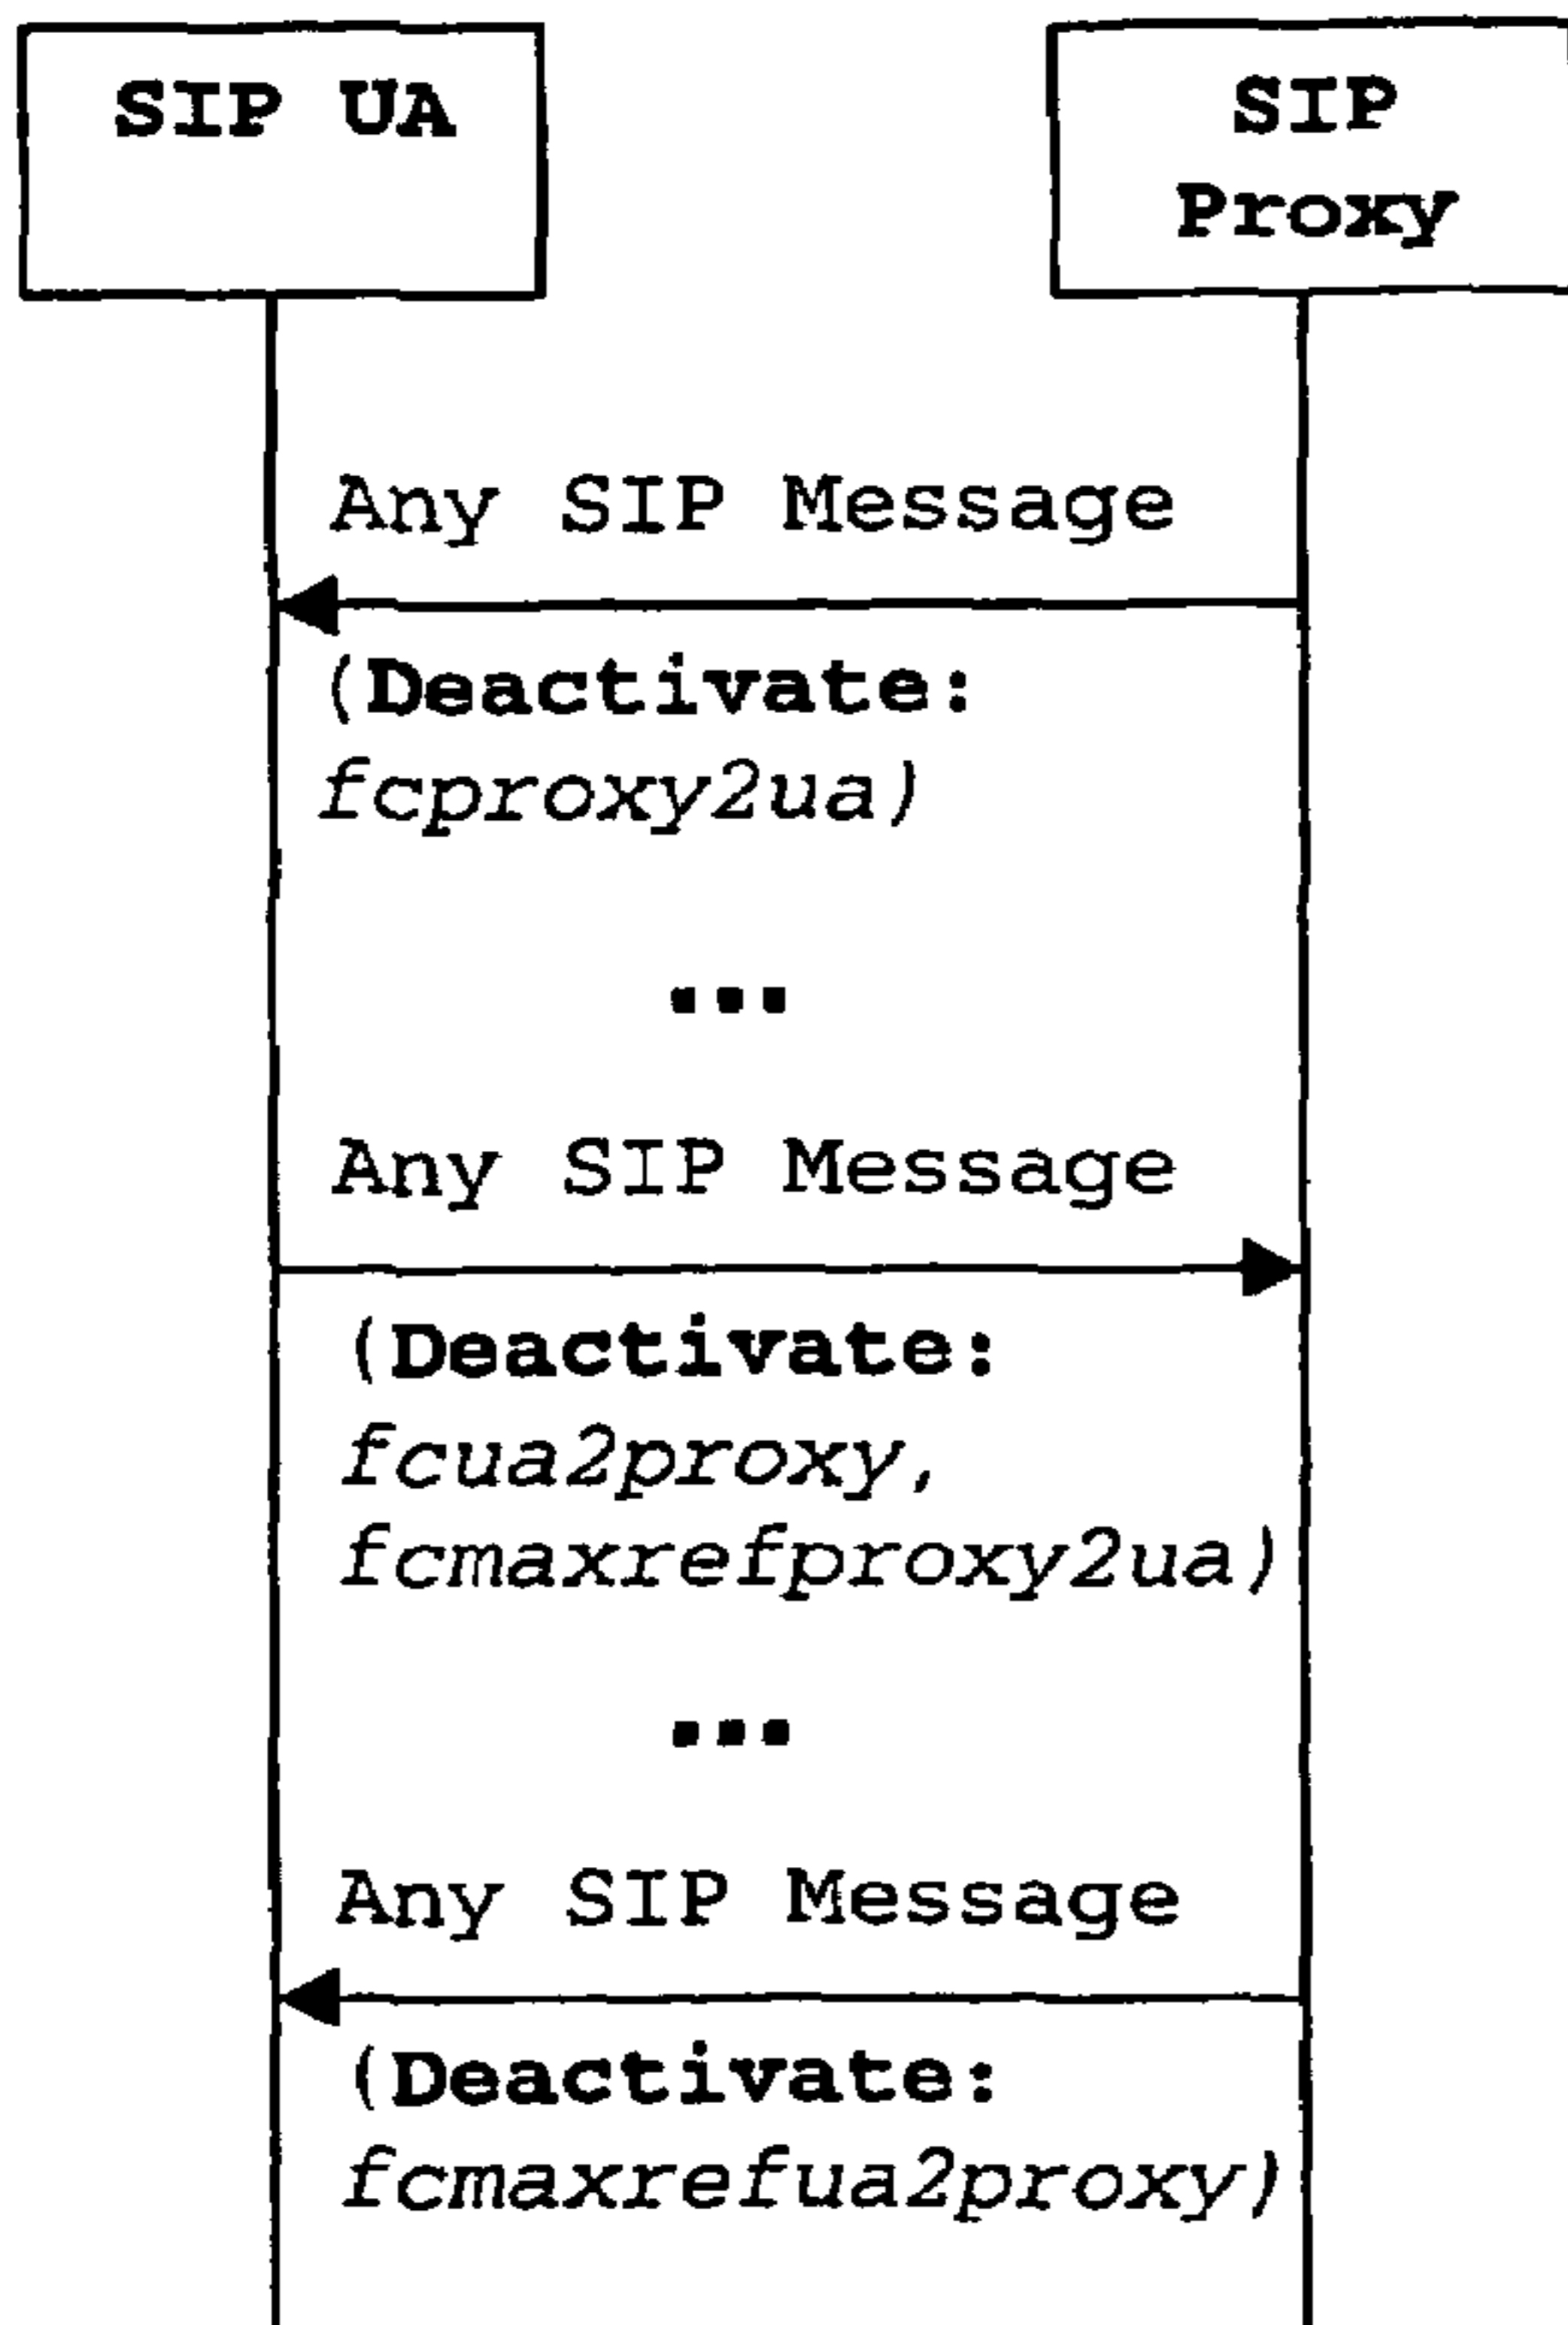 SIP UA
SIP
Proxy
Any SIP Message
(Deactivate:
fcproxy2ua)
...
Any SIP Message
(Deactivate:
fcua2proxy,
fcmaxrefproxy2ua)
...
Any SIP Message
(Deactivate:
fcmaxrefua2proxy)